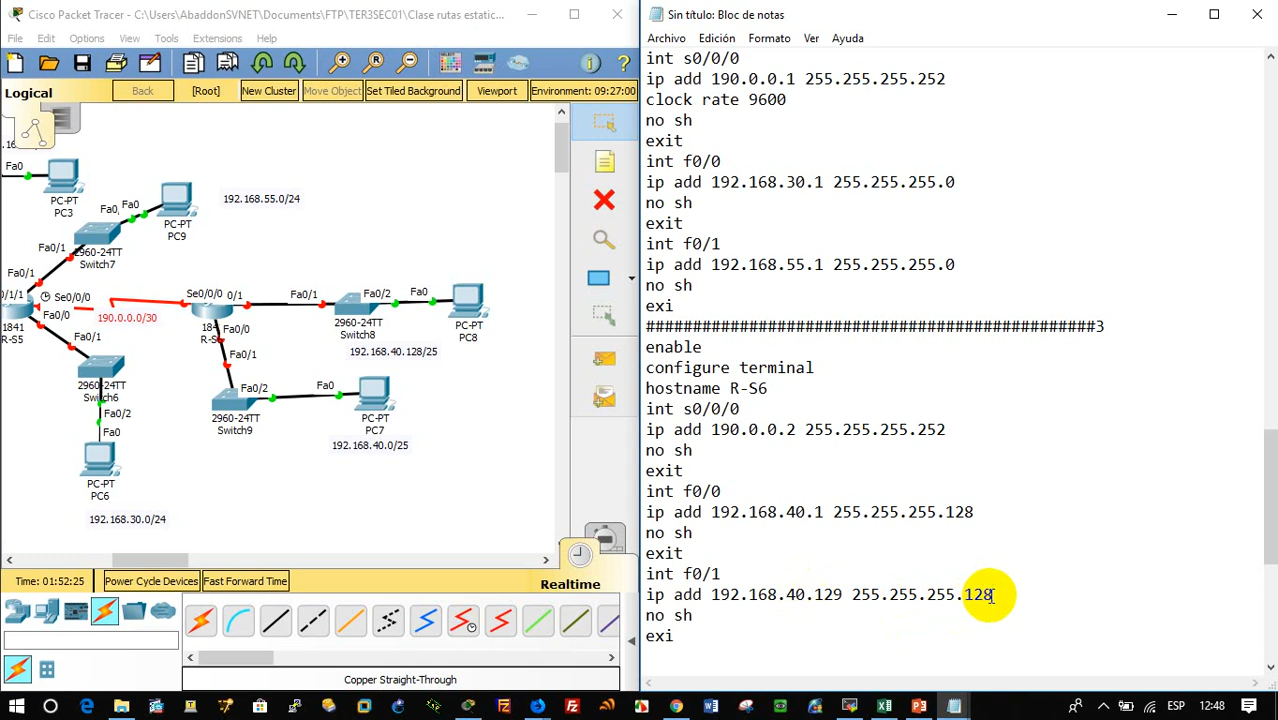 Cisco Packet Tracer - C:\Users\AbaddonSVNET\Documents\FTP\TER3SEC01\Clase rutas estatic...
File Edit Options View Tools Extensions Help
Logical
Back
[Root]
New Cluster
Move Object
Set Tiled Background
Viewport
Environment: 09:27:00
Fa0
PC-PT
PC3
Fa0,
Fa0
PC-PT
PC9
192.168.55.0/24
Fa0/1
2960-24TT
Switch7
Fa0/1
0/1/1
Se0/0/0
Fa0/0
1841
R-S5
190.0.0.0/30
Se0/0/0
0/1
Fa0/0
Fa0/1
Fa0/2
Fa0
2960-24TT
Switch8
PC-PT
PC8
192.168.40.128/25
Fa0/1
2960-24TT
Switch6
Fa0/2
Fa0
PC-PT
PC6
192.168.30.0/24
Fa0/1
Fa0/2
2960-24TT
Switch9
Fa0
PC-PT
PC7
192.168.40.0/25
Time: 01:52:25
Power Cycle Devices
Fast Forward Time
Realtime
Copper Straight-Through
Sin título: Bloc de notas
Archivo Edición Formato Ver Ayuda
int s0/0/0
ip add 190.0.0.1 255.255.255.252
clock rate 9600
no sh
exit
int f0/0
ip add 192.168.30.1 255.255.255.0
no sh
exit
int f0/1
ip add 192.168.55.1 255.255.255.0
no sh
exi
################################################3
enable
configure terminal
hostname R-S6
int s0/0/0
ip add 190.0.0.2 255.255.255.252
no sh
exit
int f0/0
ip add 192.168.40.1 255.255.255.128
no sh
exit
int f0/1
ip add 192.168.40.129 255.255.255.128
no sh
exi
ESP
12:48